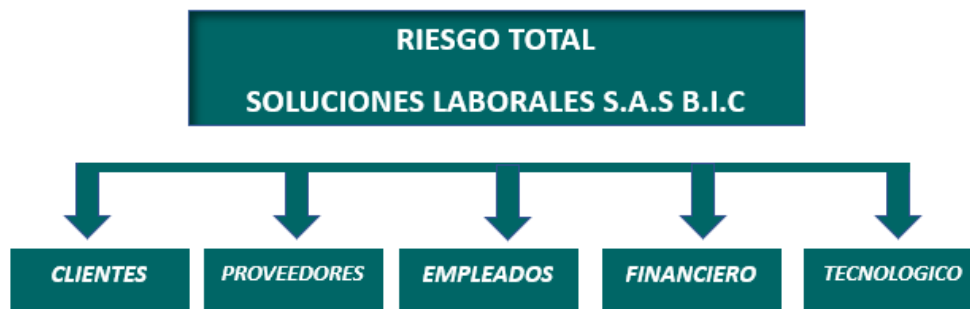 RIESGO TOTAL
SOLUCIONES LABORALES S.A.S B.I.C
CLIENTES
PROVEEDORES
EMPLEADOS
FINANCIERO
TECNOLOGICO